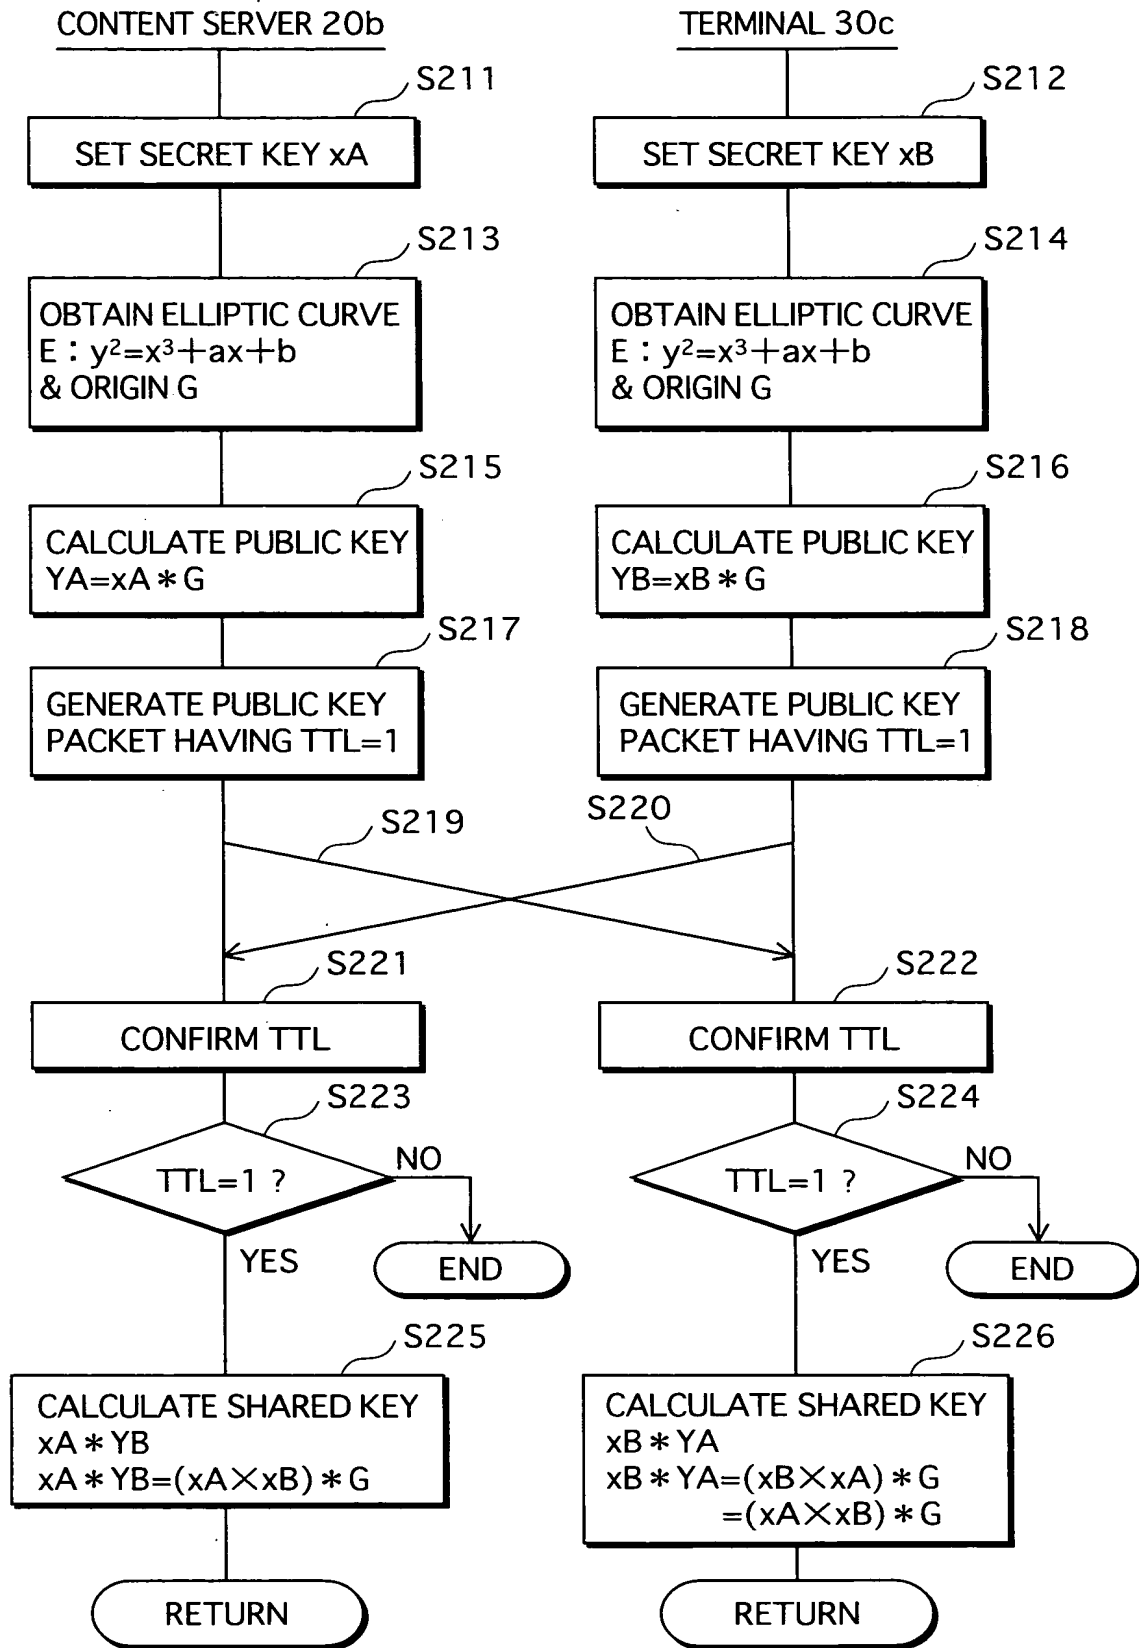 CONTENT SERVER 20b
TERMINAL 30c
S211
S212
SET SECRET KEY xA
SET SECRET KEY xB
S213
S214
OBTAIN ELLIPTIC CURVE
E : y²=x³+ax+b
& ORIGIN G
OBTAIN ELLIPTIC CURVE
E : y²=x³+ax+b
& ORIGIN G
S215
S216
CALCULATE PUBLIC KEY
YA=xA*G
CALCULATE PUBLIC KEY
YB=xB*G
S217
S218
GENERATE PUBLIC KEY
PACKET HAVING TTL=1
GENERATE PUBLIC KEY
PACKET HAVING TTL=1
S219
S220
S221
S222
CONFIRM TTL
CONFIRM TTL
S223
S224
TTL=1 ?
NO
TTL=1 ?
NO
YES
END
YES
END
S225
S226
CALCULATE SHARED KEY
xA*YB
xA*YB=(xA×xB)*G
CALCULATE SHARED KEY
xB*YA
xB*YA=(xB×xA)*G
=(xA×xB)*G
RETURN
RETURN